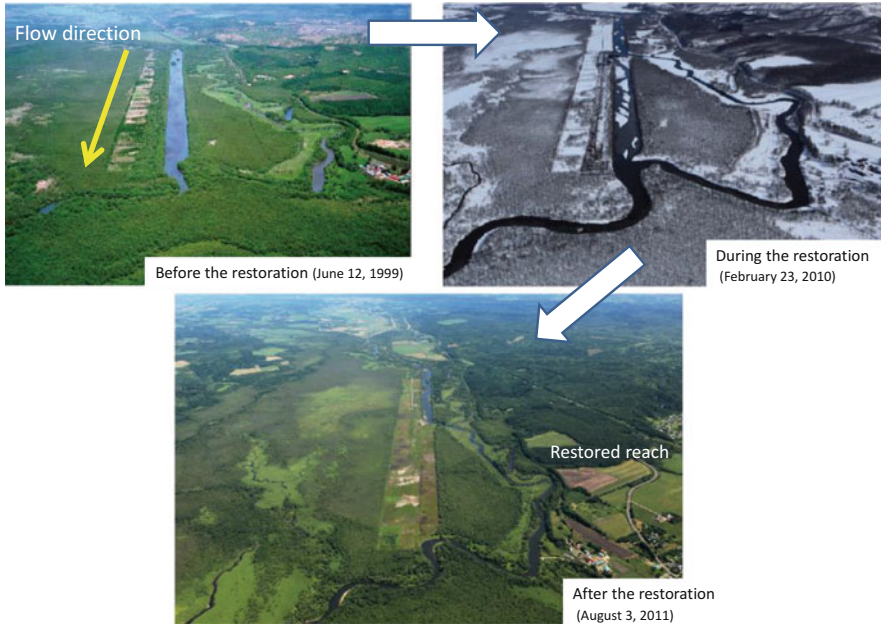 Flow direction
Before the restoration (June 12, 1999)
During the restoration
(February 23, 2010)
Restored reach
After the restoration
(August 3, 2011)